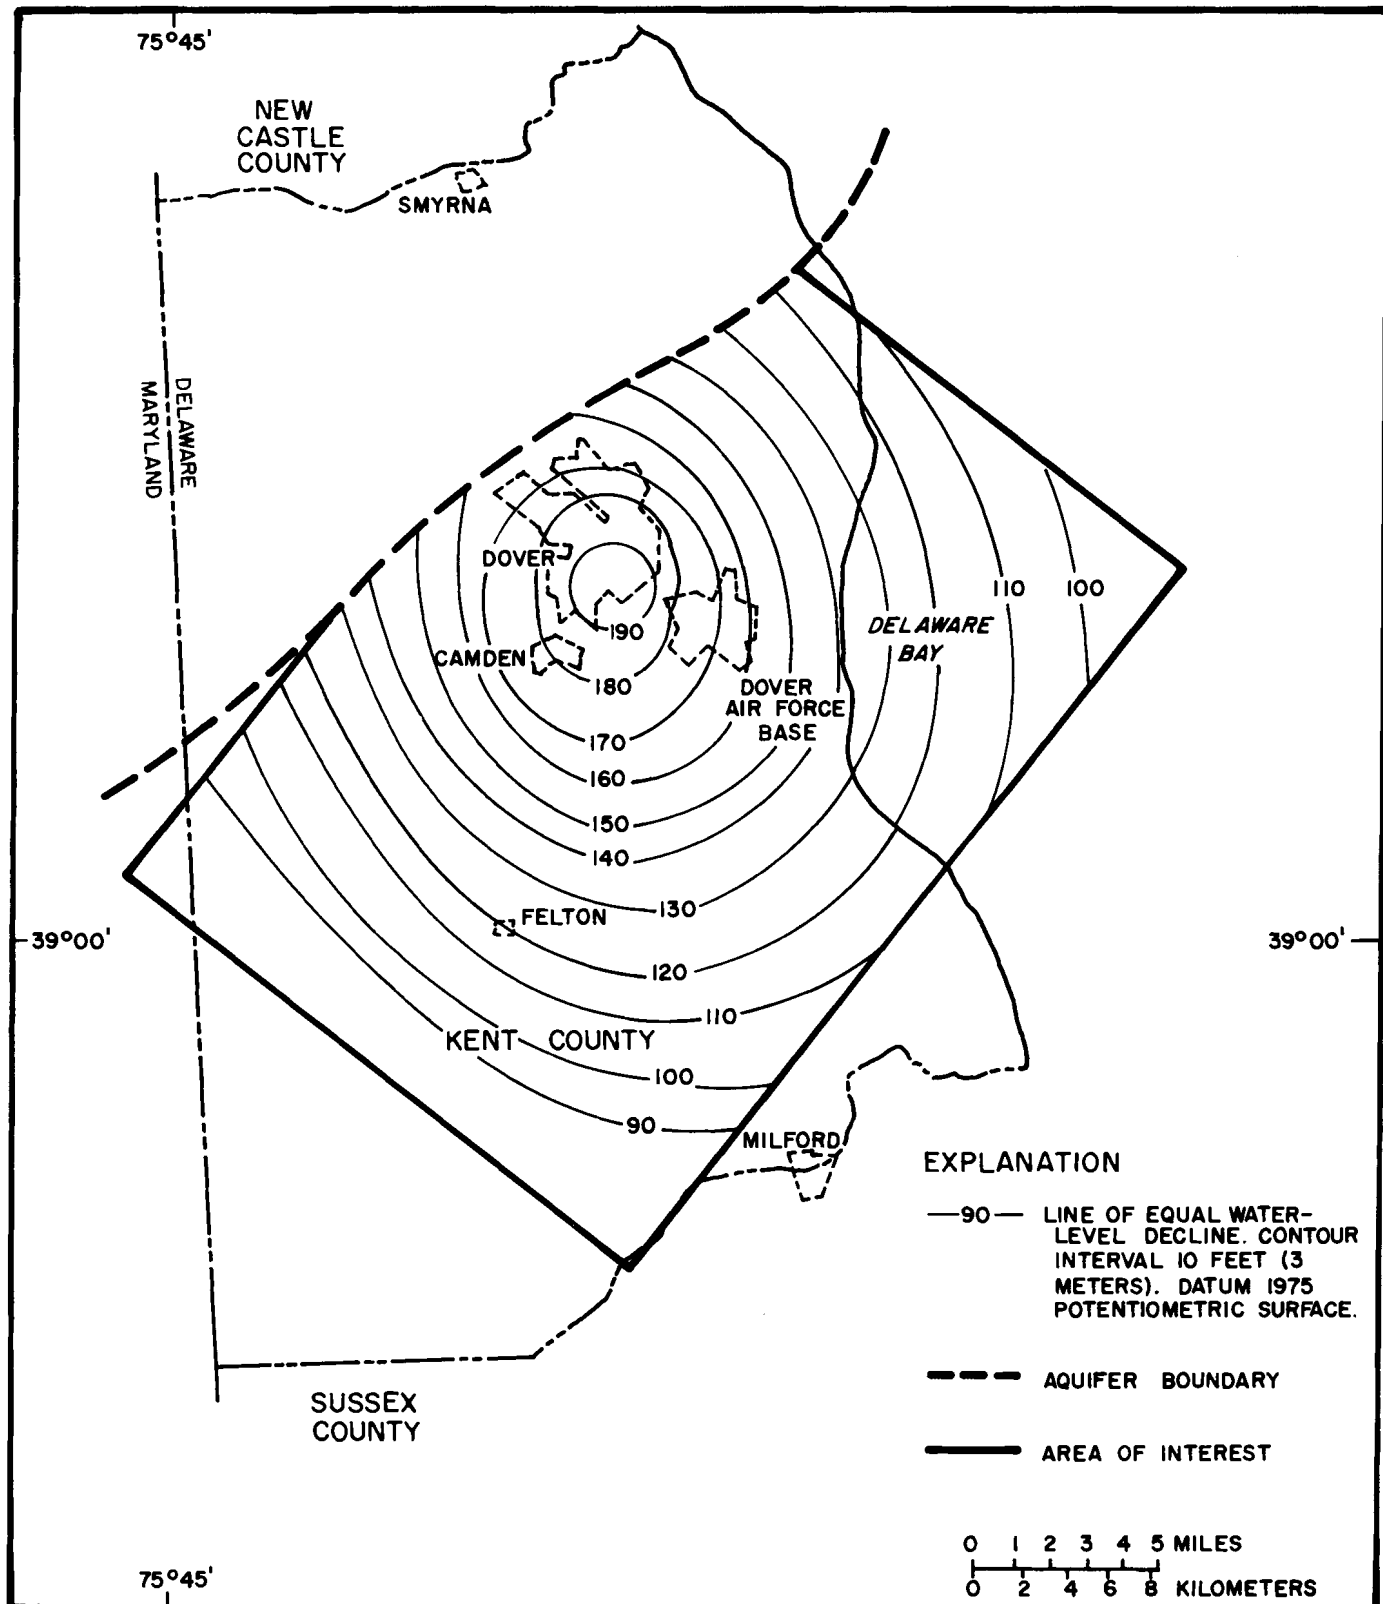 75°45'
NEW
CASTLE
COUNTY
SMYRNA
DELAWARE
MARYLAND
DOVER
190
CAMDEN
180
DELAWARE
BAY
110
100
DOVER
AIR FORCE
BASE
170
160
150
140
130
FELTON
39°00'
39°00'
120
110
KENT COUNTY
100
90
MILFORD
EXPLANATION
—90— LINE OF EQUAL WATER-
LEVEL DECLINE. CONTOUR
INTERVAL 10 FEET (3
METERS). DATUM 1975
POTENTIOMETRIC SURFACE.
AQUIFER BOUNDARY
AREA OF INTEREST
SUSSEX
COUNTY
0 1 2 3 4 5 MILES
0 2 4 6 8 KILOMETERS
75°45'